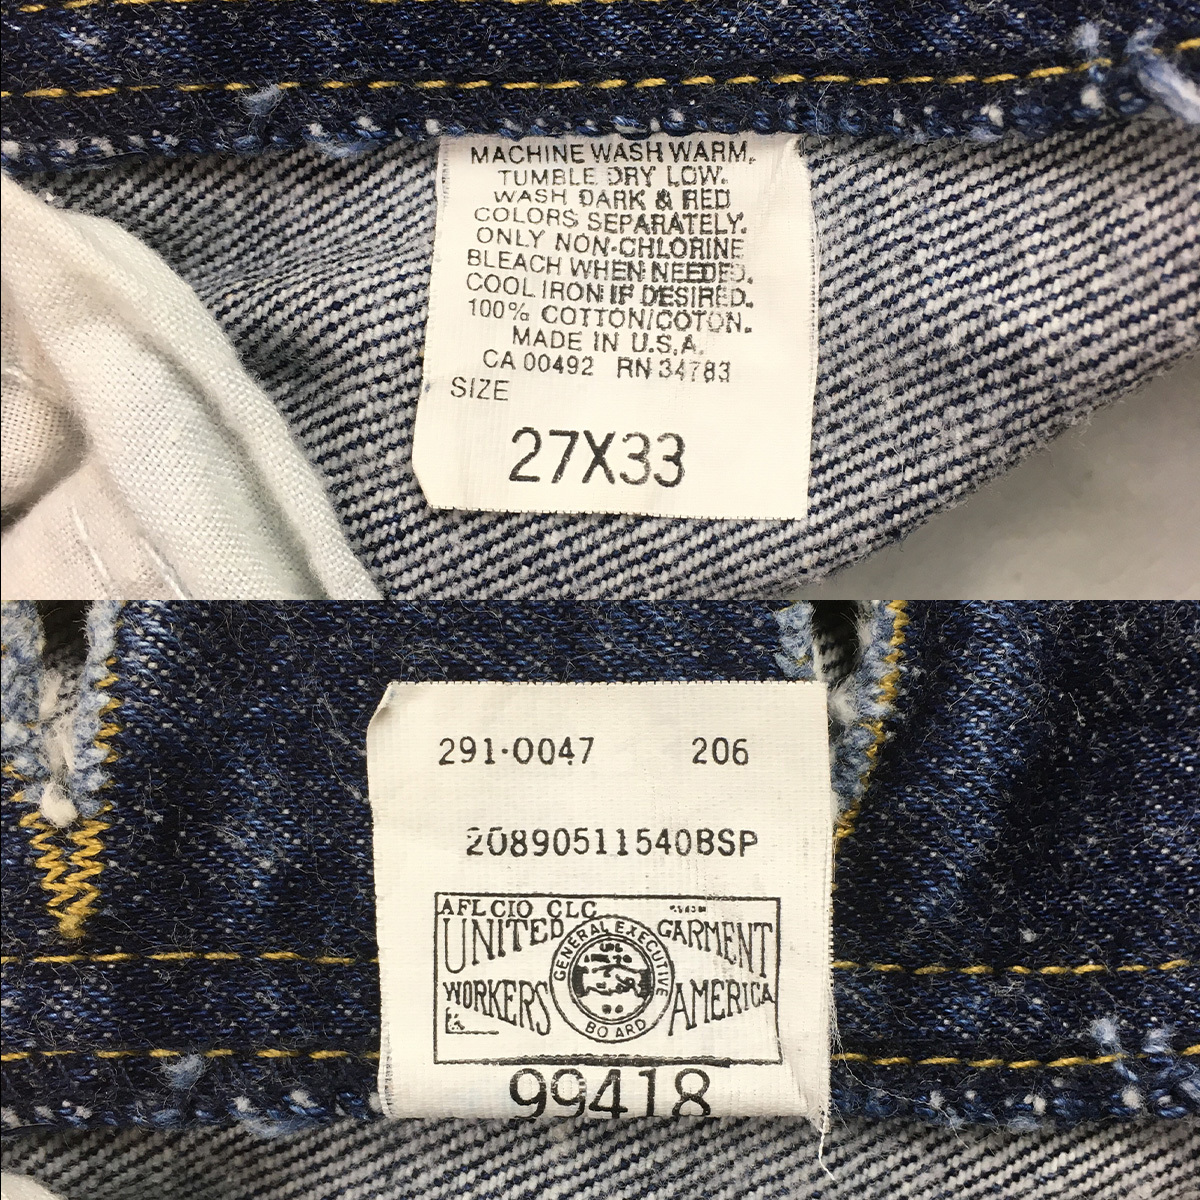 MACHINE WASH WARM,
TUMBLE DRY LOW.
WASH DARK & RED
COLORS SEPARATELY.
ONLY NON-CHLORINE
BLEACH WHEN NEEDED.
COOL IRON IF DESIRED.
100% COTTON/COTON.
MADE IN U.S.A.
CA 00492 RN 34783
SIZE
27X33
291-0047 206
20890511540BSP
AFL CIO CLC
UNITED GARMENT
WORKERS AMERICA
GENERAL EXECUTIVE
BOARD
99418